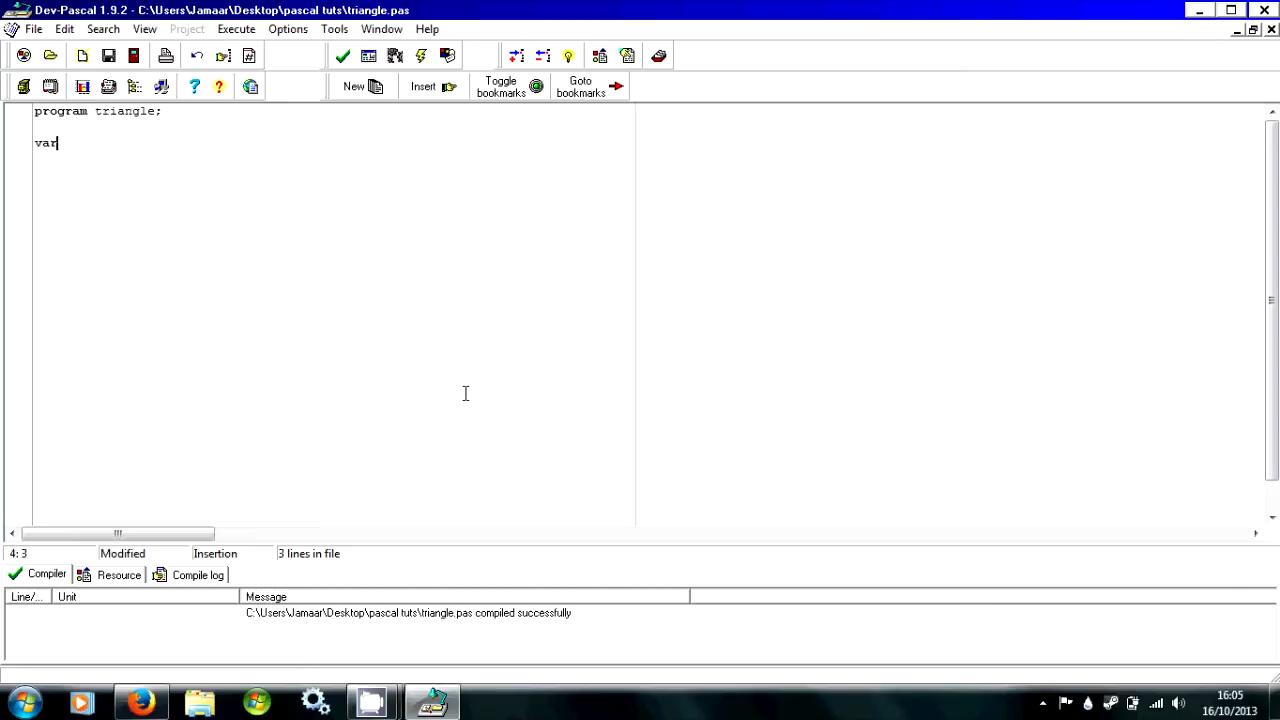 Dev-Pascal 1.9.2 - C:\Users\Jamaar\Desktop\pascal tuts\triangle.pas
File Edit Search View Project Execute Options Tools Window Help
New Insert Toggle bookmarks Goto bookmarks
program triangle;
var
4: 3 Modified Insertion 3 lines in file
Compiler Resource Compile log
Line/... Unit Message
C:\Users\Jamaar\Desktop\pascal tuts\triangle.pas compiled successfully
16:05
16/10/2013